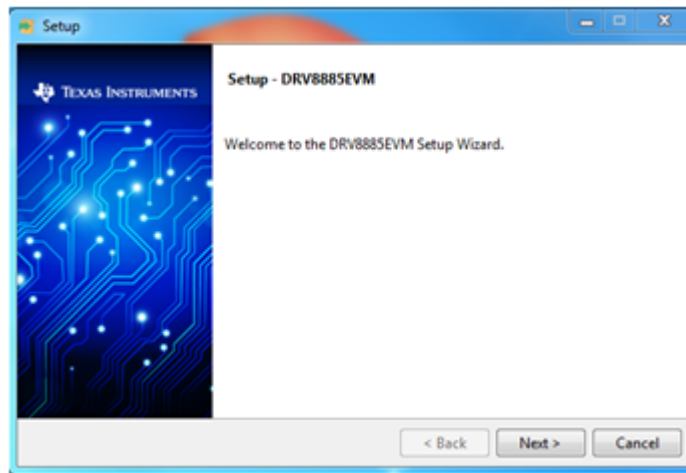 Setup
TEXAS INSTRUMENTS
Setup - DRV8885EVM
Welcome to the DRV8885EVM Setup Wizard.
< Back
Next >
Cancel